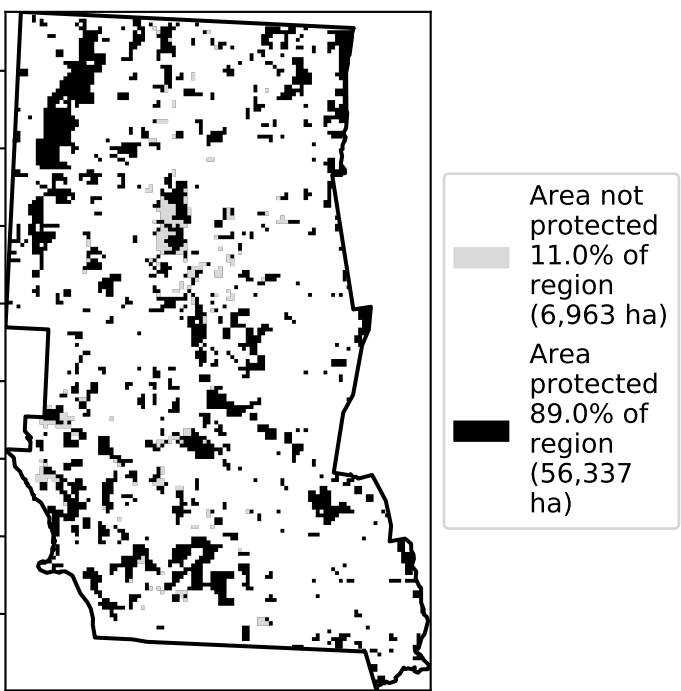 Area not
protected
11.0% of
region
(6,963 ha)
Area
protected
89.0% of
region
(56,337
ha)